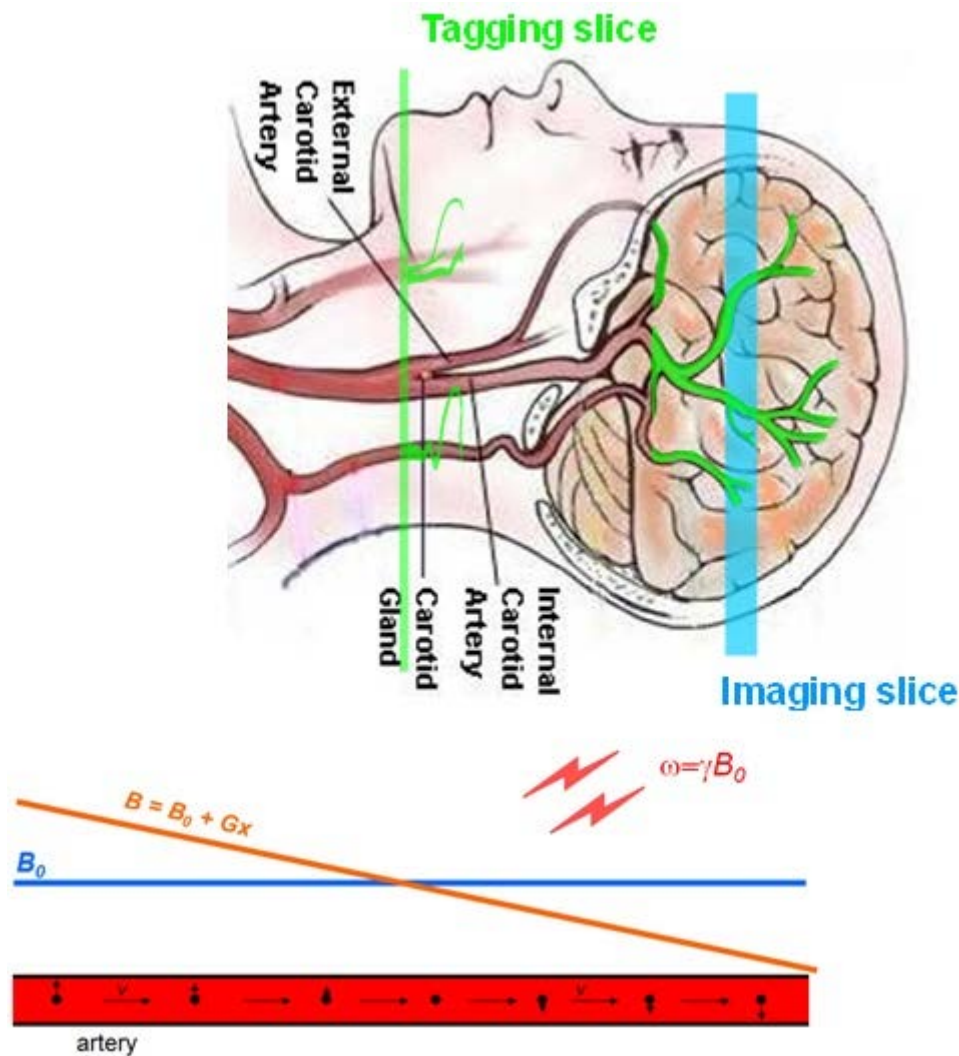 Tagging slice
External
Carotid
Artery
Internal
Carotid
Artery
Carotid
Gland
Imaging slice
ω=γB₀
B = B₀ + Gx
B₀
v
v
artery